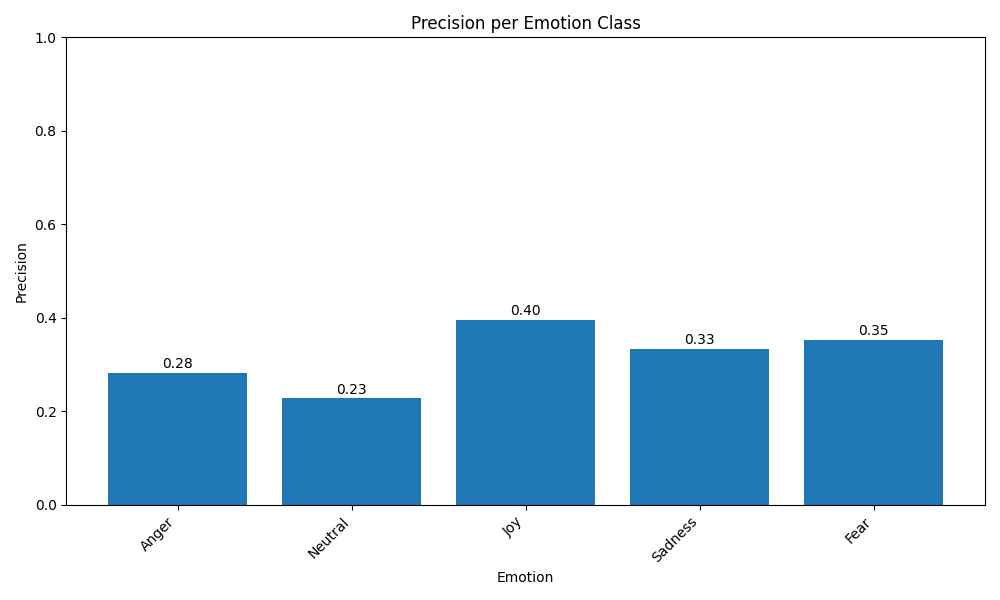 Precision per Emotion Class
Precision
1.0
0.8
0.6
0.4
0.2
0.0
0.28
0.23
0.40
0.33
0.35
Anger
Neutral
Joy
Sadness
Fear
Emotion